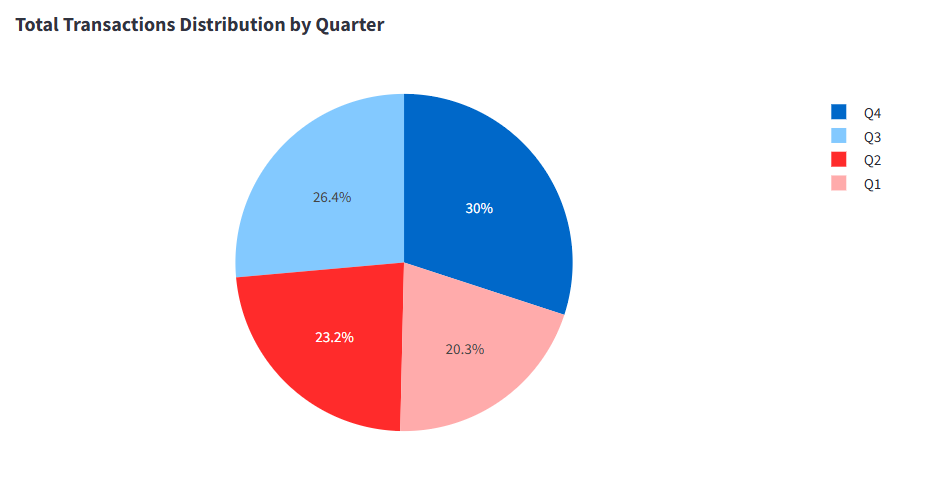 Total Transactions Distribution by Quarter
Q4
Q3
Q2
Q1
26.4%
30%
23.2%
20.3%